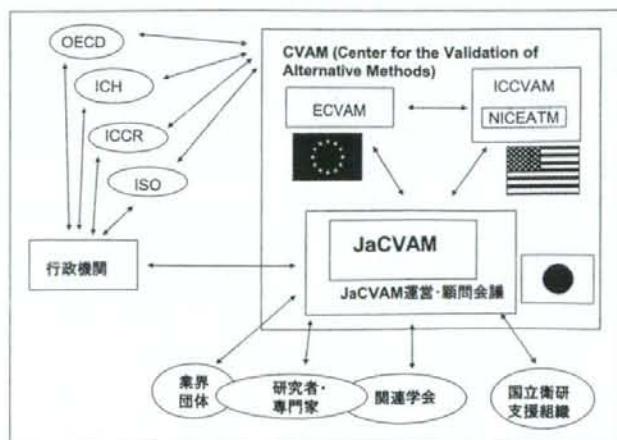 OECD
ICH
ICCR
ISO
行政機関
CVAM (Center for the Validation of
Alternative Methods)
ECVAM
ICCVAM
NICEATM
JaCVAM
JaCVAM運営・顧問会議
業界
団体
研究者・
専門家
関連学会
国立衛研
支援組織